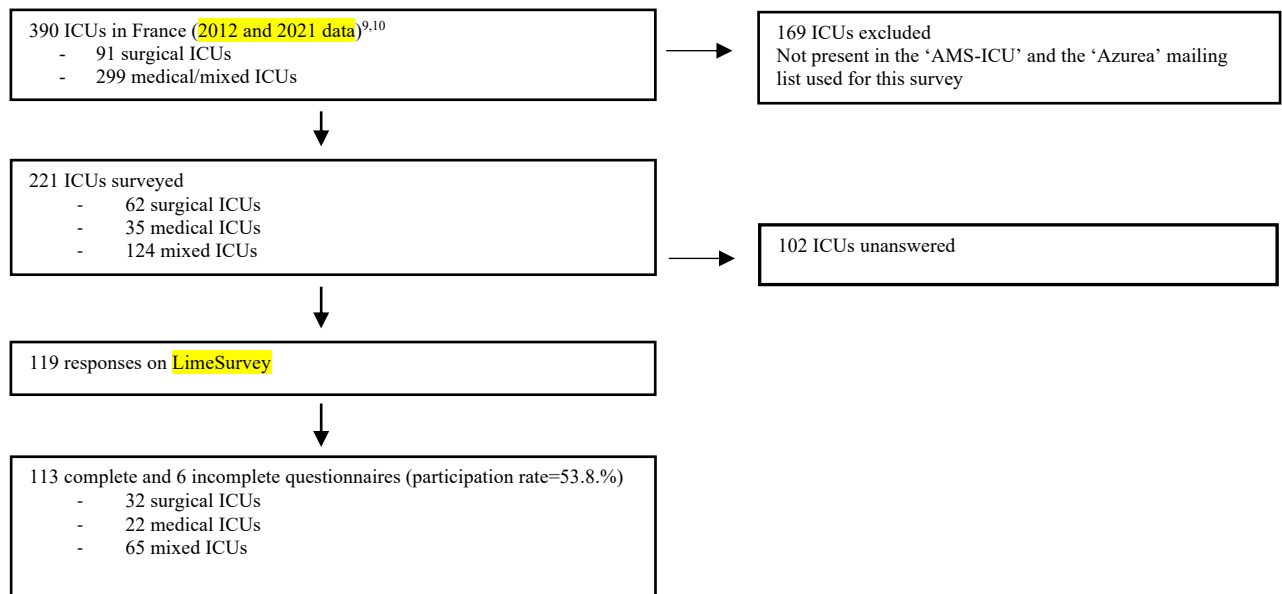 390 ICUs in France (2012 and 2021 data)9,10
- 91 surgical ICUs
- 299 medical/mixed ICUs
169 ICUs excluded
Not present in the ‘AMS-ICU’ and the ‘Azurea’ mailing
list used for this survey
221 ICUs surveyed
- 62 surgical ICUs
- 35 medical ICUs
- 124 mixed ICUs
102 ICUs unanswered
119 responses on LimeSurvey
113 complete and 6 incomplete questionnaires (participation rate=53.8.%)
- 32 surgical ICUs
- 22 medical ICUs
- 65 mixed ICUs